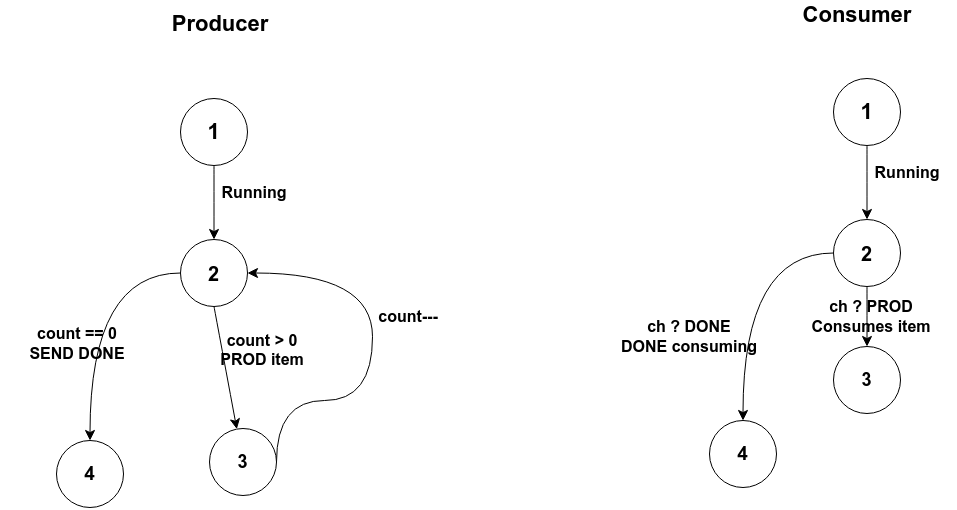 Producer
1
Running
2
count == 0
SEND DONE
count > 0
PROD item
count---
4
3
Consumer
1
Running
2
ch ? DONE
DONE consuming
ch ? PROD
Consumes item
3
4